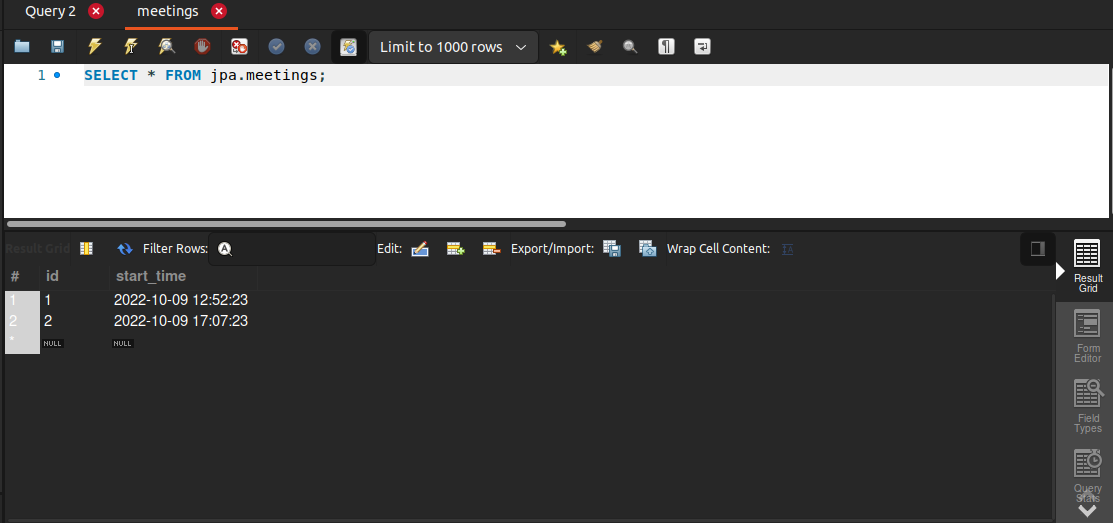 Query 2 meetings
Limit to 1000 rows
1 SELECT * FROM jpa.meetings;
Result Grid Filter Rows: Edit: Export/Import: Wrap Cell Content:
# id start_time
1 1 2022-10-09 12:52:23
2 2 2022-10-09 17:07:23
* NULL NULL
Result
Grid
Form
Editor
Field
Types
Query
Stats